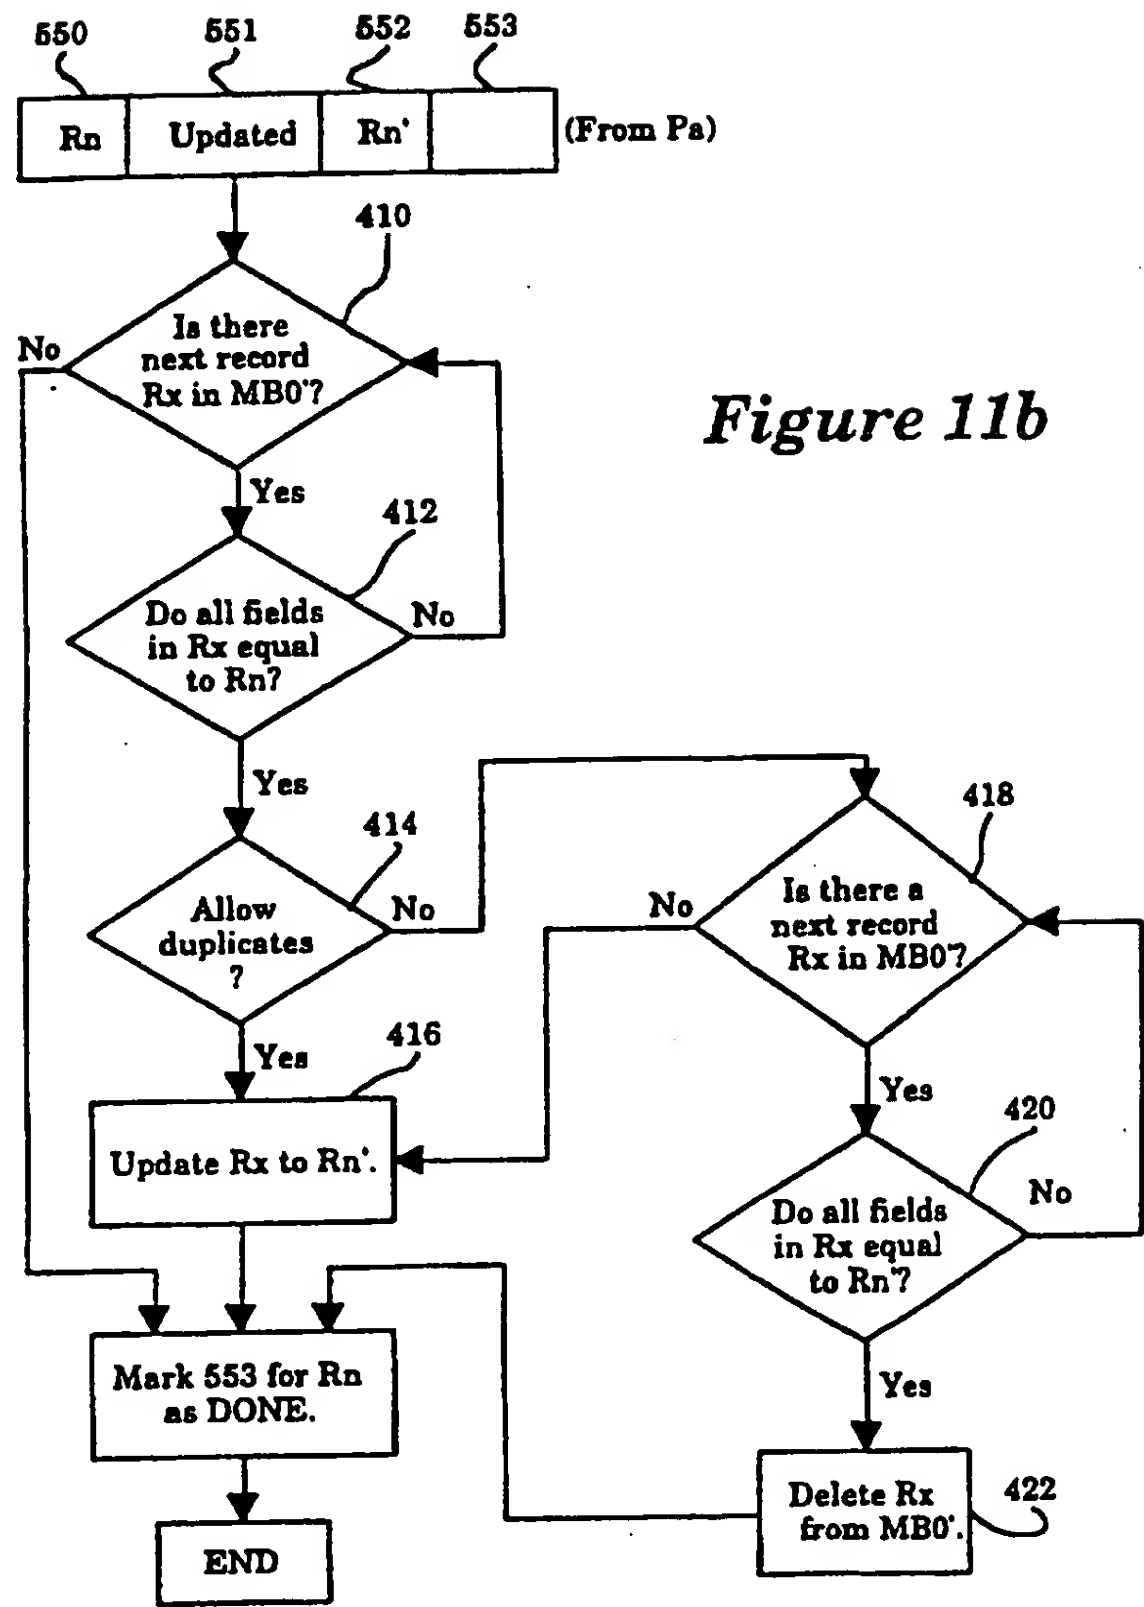 550 551 552 553
Rn Updated Rn' (From Pa)
410
Is there
next record
Rx in MB0'?
No
Yes
Figure 11b
412
Do all fields
in Rx equal
to Rn?
No
Yes
414
Allow
duplicates
?
No
Yes
416
Update Rx to Rn'.
418
Is there a
next record
Rx in MB0'?
No
Yes
420
Do all fields
in Rx equal
to Rn'?
No
Yes
422
Delete Rx
from MB0'.
Mark 553 for Rn
as DONE.
END